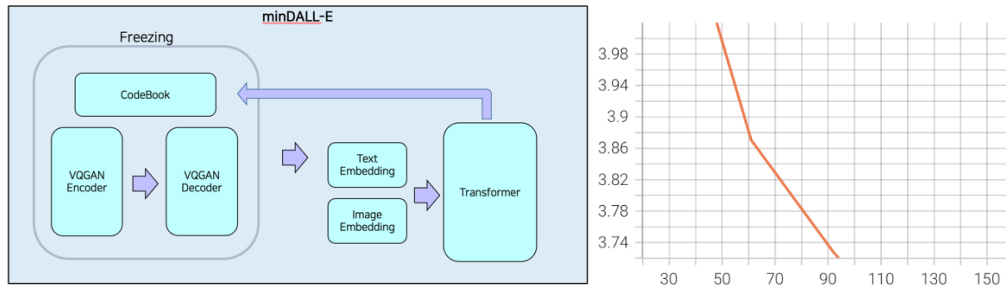 minDALL-E
Freezing
CodeBook
VQGAN
Encoder
VQGAN
Decoder
Text
Embedding
Image
Embedding
Transformer
3.98
3.94
3.9
3.86
3.82
3.78
3.74
30 50 70 90 110 130 150